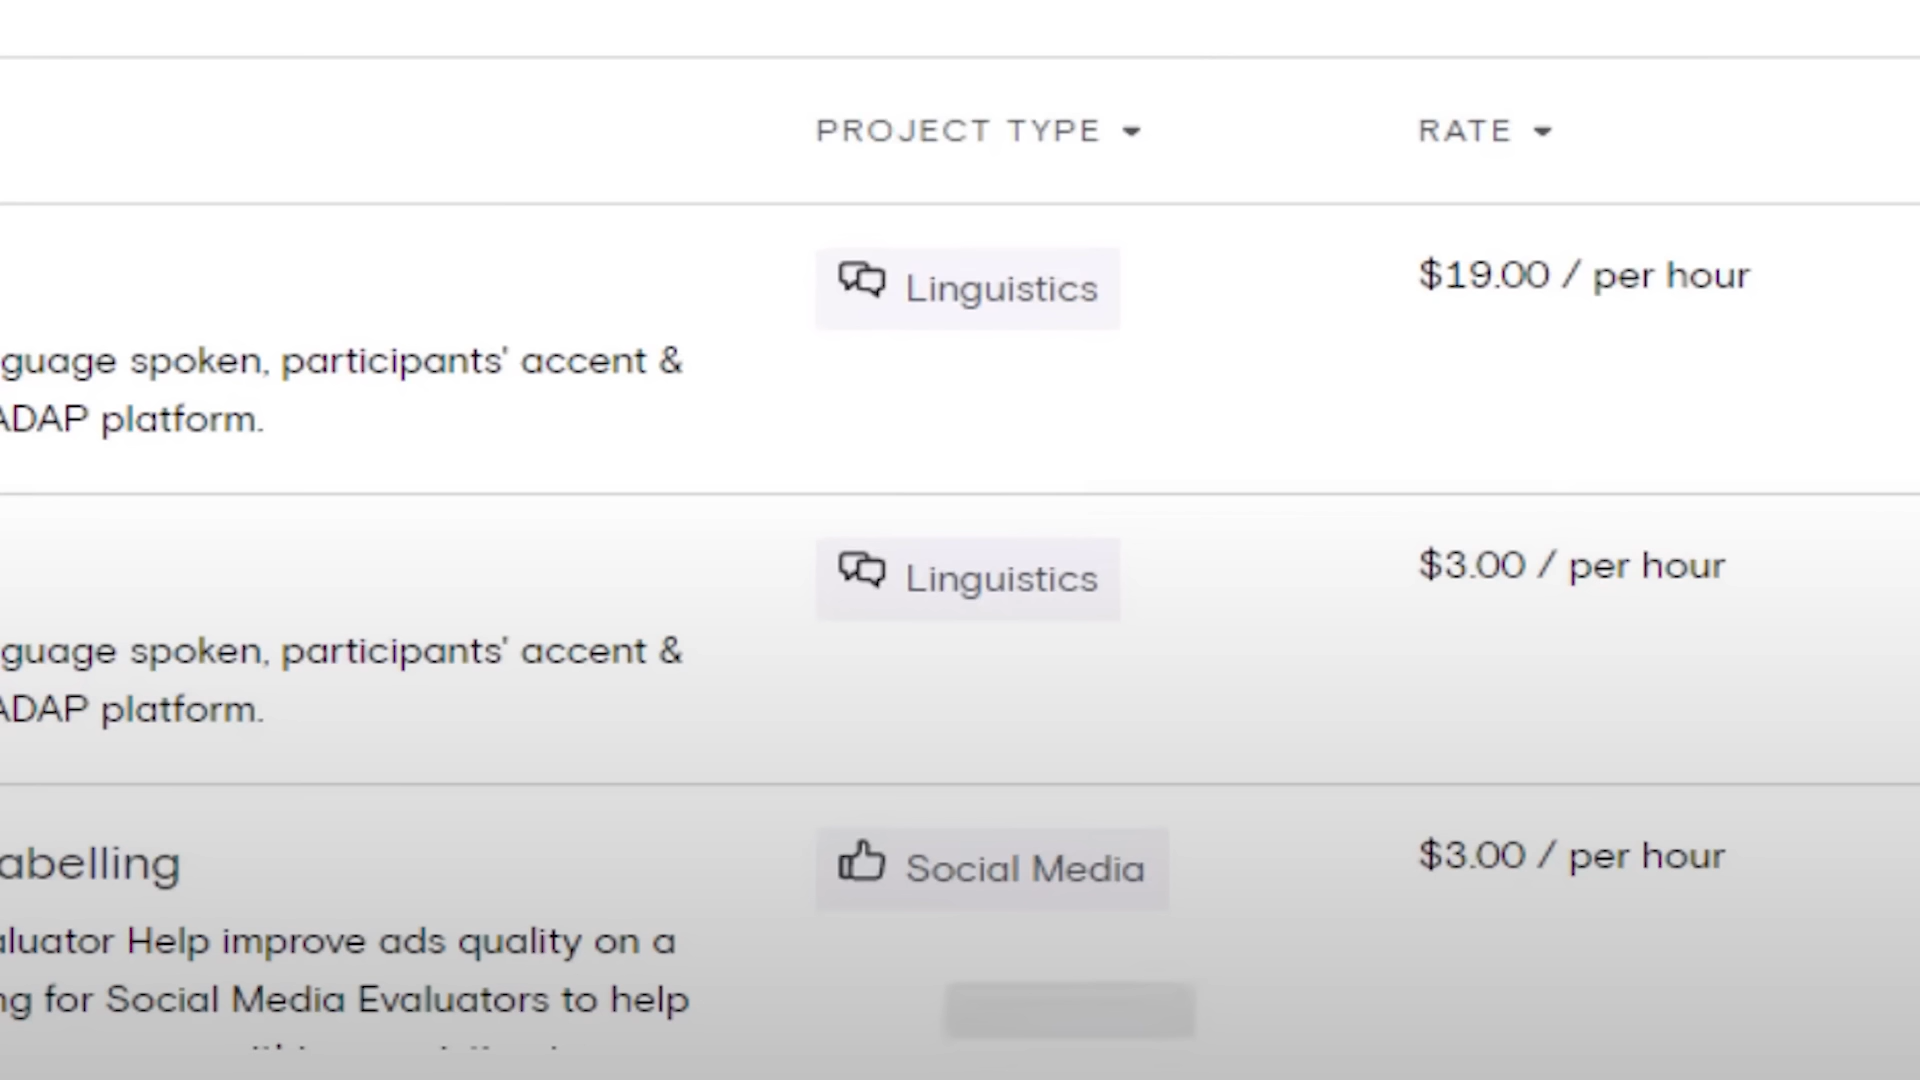 PROJECT TYPE RATE
Linguistics $19.00 / per hour
guage spoken, participants' accent &
ADAP platform.
Linguistics $3.00 / per hour
guage spoken, participants' accent &
ADAP platform.
abelling Social Media $3.00 / per hour
aluator Help improve ads quality on a
ng for Social Media Evaluators to help